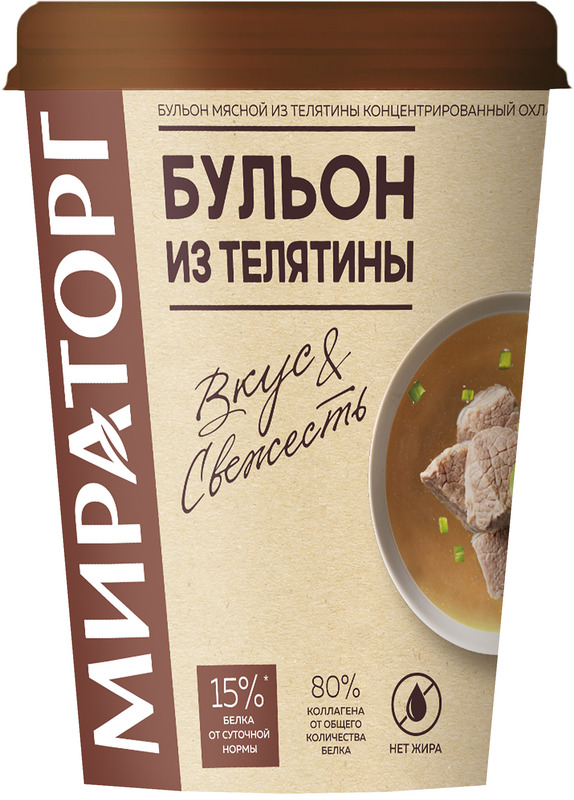 БУЛЬОН МЯСНОЙ ИЗ ТЕЛЯТИНЫ КОНЦЕНТРИРОВАННЫЙ
БУЛЬОН
ИЗ ТЕЛЯТИНЫ
Вкус &
Свежесть
МИРАТОРГ
15%*
БЕЛКА
ОТ СУТОЧНОЙ
НОРМЫ
80%
КОЛЛАГЕНА
ОТ ОБЩЕГО
КОЛИЧЕСТВА
БЕЛКА
НЕТ ЖИРА